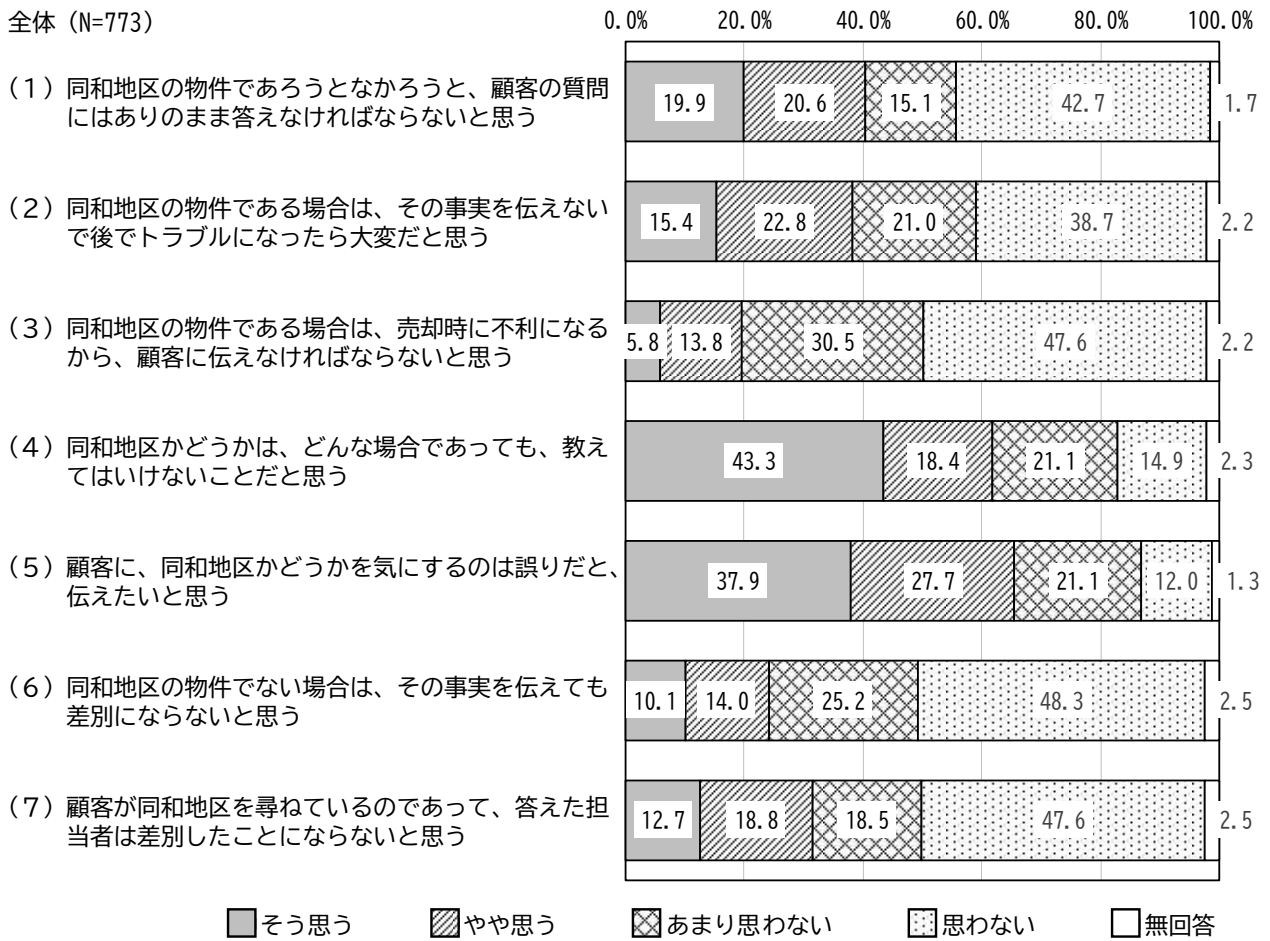 全体（N=773）
0.0% 20.0% 40.0% 60.0% 80.0% 100.0%
（１）同和地区の物件であろうとなかろうと、顧客の質問
にはありのまま答えなければならないと思う
19.9 20.6 15.1 42.7 1.7
（２）同和地区の物件である場合は、その事実を伝えない
で後でトラブルになったら大変だと思う
15.4 22.8 21.0 38.7 2.2
（３）同和地区の物件である場合は、売却時に不利になる
から、顧客に伝えなければならないと思う
5.8 13.8 30.5 47.6 2.2
（４）同和地区かどうかは、どんな場合であっても、教え
てはいけないことだと思う
43.3 18.4 21.1 14.9 2.3
（５）顧客に、同和地区かどうかを気にするのは誤りだと、
伝えたいと思う
37.9 27.7 21.1 12.0 1.3
（６）同和地区の物件でない場合は、その事実を伝えても
差別にならないと思う
10.1 14.0 25.2 48.3 2.5
（７）顧客が同和地区を尋ねているのであって、答えた担
当者は差別したことにならないと思う
12.7 18.8 18.5 47.6 2.5
そう思う やや思う あまり思わない 思わない 無回答